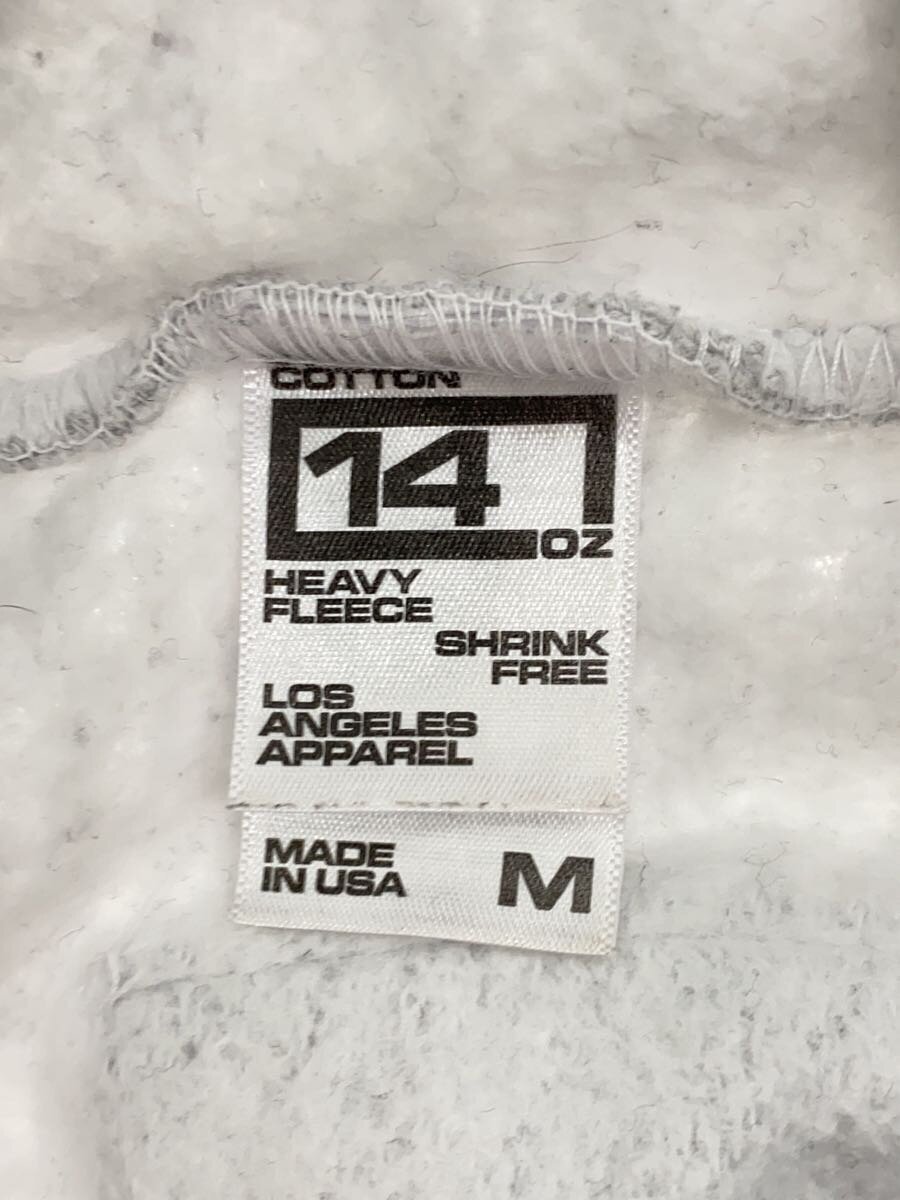 COTTON
14
OZ
HEAVY
FLEECE
SHRINK
FREE
LOS
ANGELES
APPAREL
MADE
IN USA
M